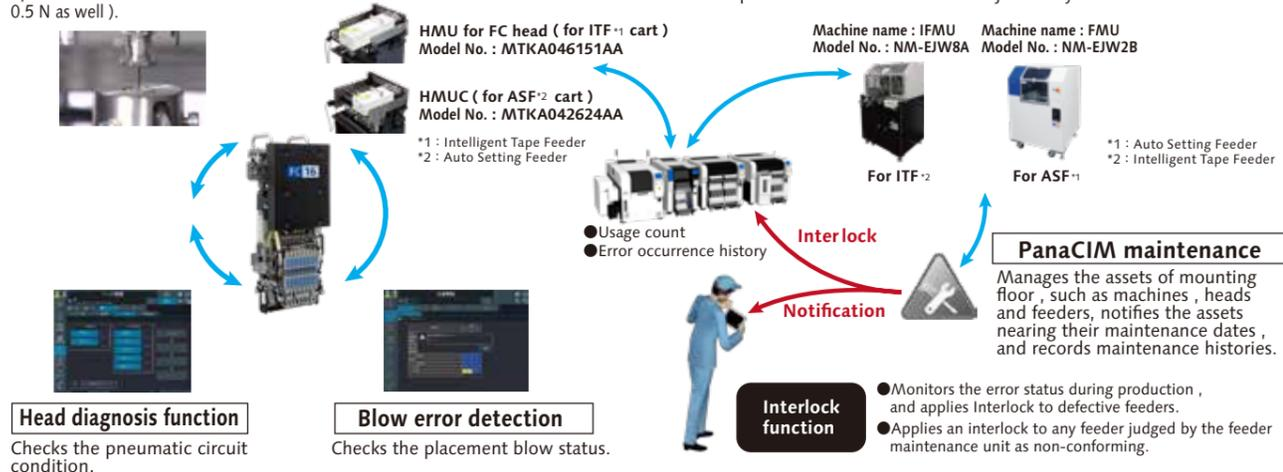 0.5 N as well ).
HMU for FC head ( for ITF*1 cart )
Model No. : MTKA046151AA
HMUC ( for ASF*2 cart )
Model No. : MTKA042624AA
*1 : Intelligent Tape Feeder
*2 : Auto Setting Feeder
FC 16
Machine name : IFMU
Model No. : NM-EJW8A
For ITF*2
Machine name : FMU
Model No. : NM-EJW2B
For ASF*1
*1 : Auto Setting Feeder
*2 : Intelligent Tape Feeder
●Usage count
●Error occurrence history
Interlock
Notification
PanaCIM maintenance
Manages the assets of mounting
floor , such as machines , heads
and feeders, notifies the assets
nearing their maintenance dates ,
and records maintenance histories.
Head diagnosis function
Checks the pneumatic circuit
condition.
Blow error detection
Checks the placement blow status.
Interlock
function
●Monitors the error status during production ,
and applies Interlock to defective feeders.
●Applies an interlock to any feeder judged by the feeder
maintenance unit as non-conforming.